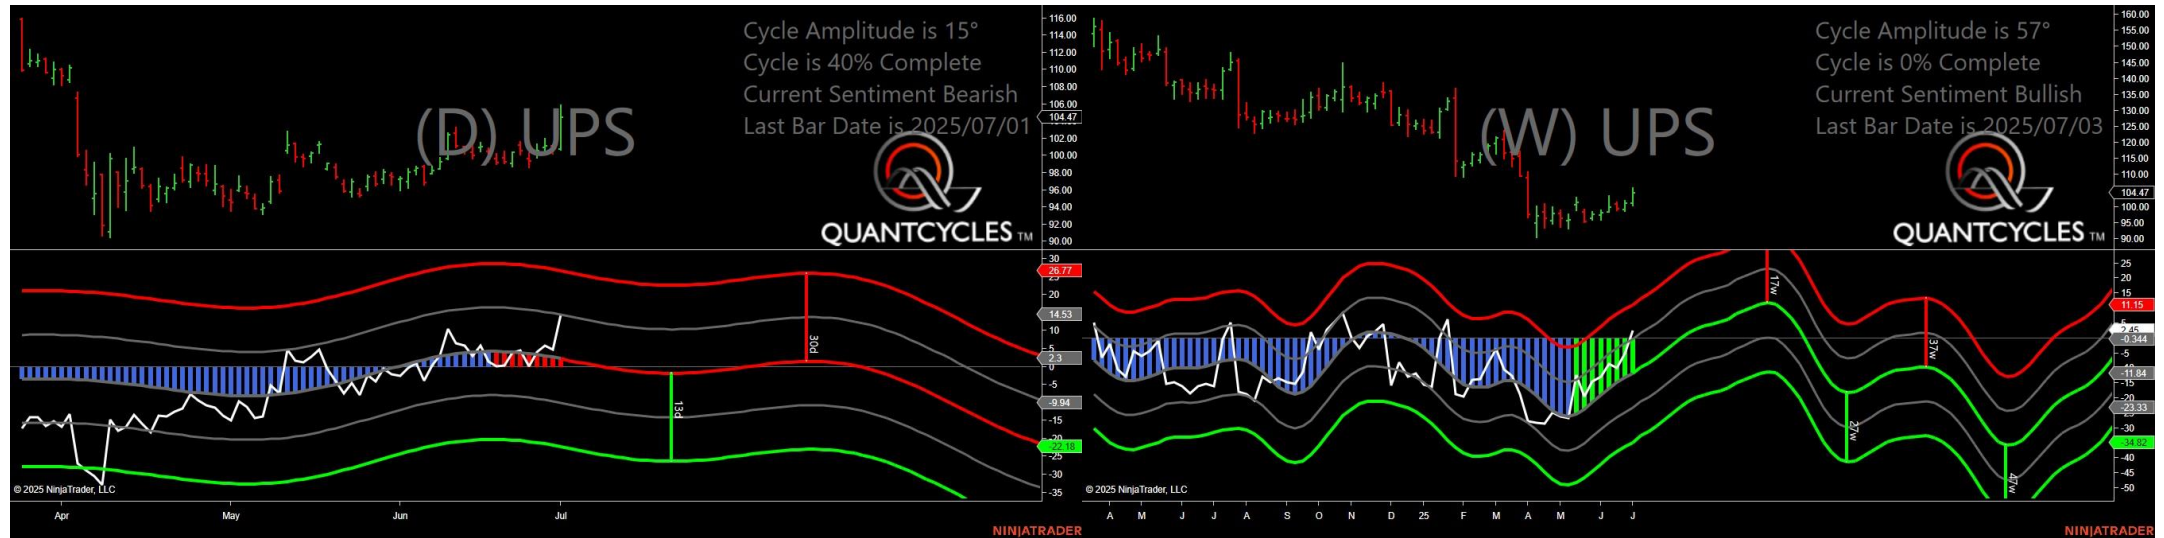 Cycle Amplitude is 15°
Cycle is 40% Complete
Current Sentiment Bearish
Last Bar Date is 2025/07/01
(D) UPS
QUANTCYCLES TM
116.00
114.00
112.00
110.00
108.00
106.00
104.47
102.00
100.00
98.00
96.00
94.00
92.00
90.00
30
26.77
20
14.53
10
5
2.3
0
-5
-9.94
-15
-20
-22.18
-25
-30
-35
30d
13d
© 2025 NinjaTrader, LLC
Apr
May
Jun
Jul
NINJATRADER
Cycle Amplitude is 57°
Cycle is 0% Complete
Current Sentiment Bullish
Last Bar Date is 2025/07/03
(W) UPS
QUANTCYCLES TM
160.00
155.00
150.00
145.00
140.00
135.00
130.00
125.00
120.00
115.00
110.00
104.47
100.00
95.00
90.00
25
20
15
11.15
2.45
-0.344
-5
-11.84
-15
-20
-23.33
-30
-34.82
-40
-45
-50
17w
37w
27w
47w
© 2025 NinjaTrader, LLC
A M J J A S O N D 25 F M A M J J
NINJATRADER